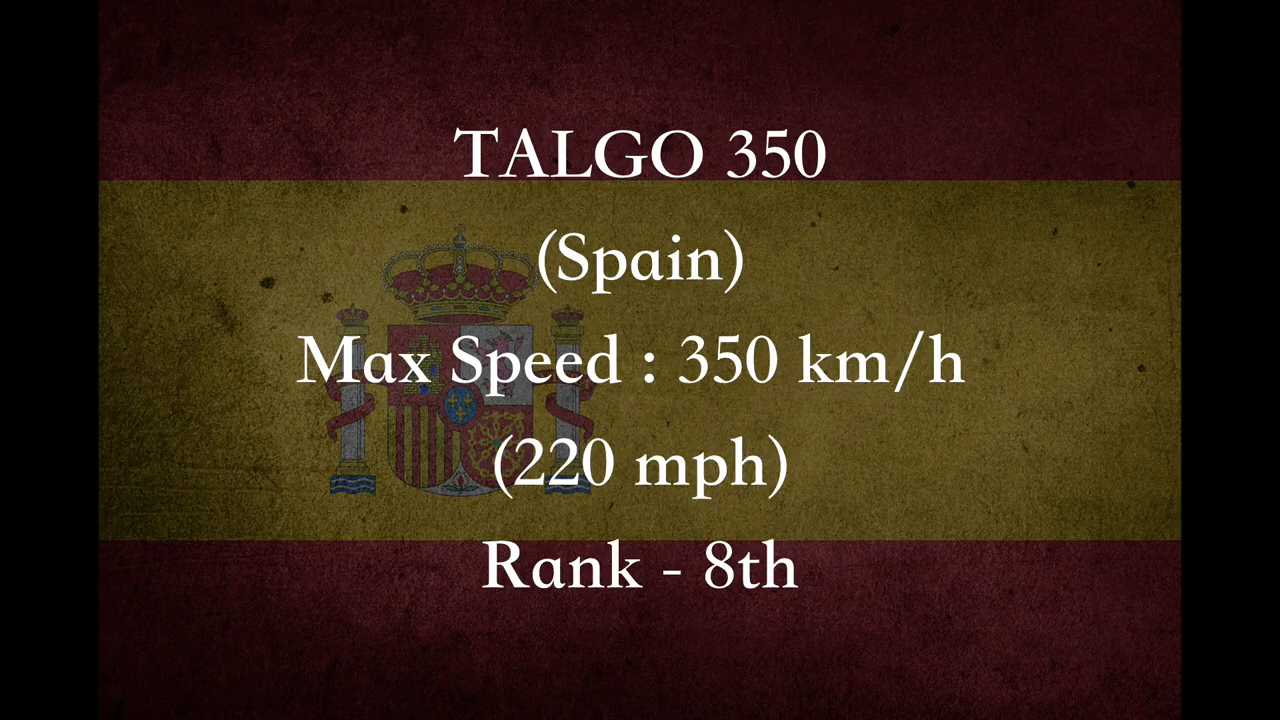 TALGO 350
(Spain)
Max Speed : 350 km/h
(220 mph)
Rank - 8th